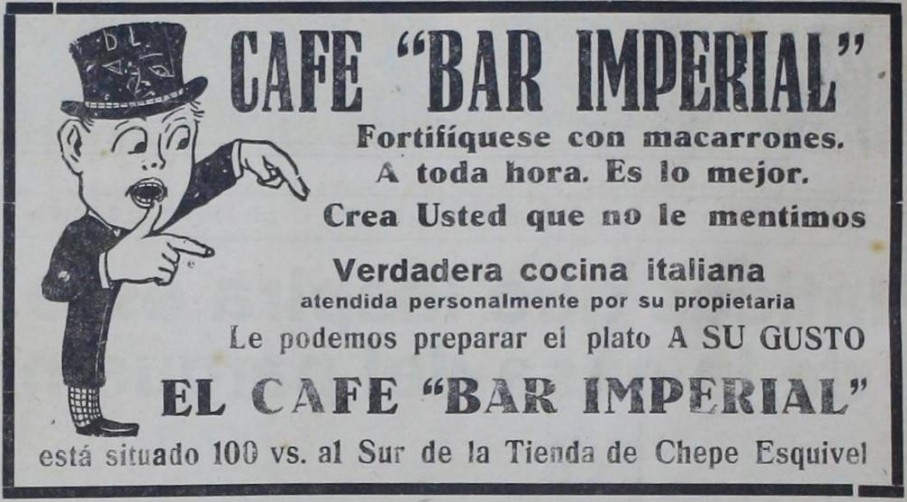 CAFE “BAR IMPERIAL”
Fortifíquese con macarrones.
A toda hora. Es lo mejor.
Crea Usted que no le mentimos
Verdadera cocina italiana
atendida personalmente por su propietaria
Le podemos preparar el plato A SU GUSTO
EL CAFE “BAR IMPERIAL”
está situado 100 vs. al Sur de la Tienda de Chepe Esquivel